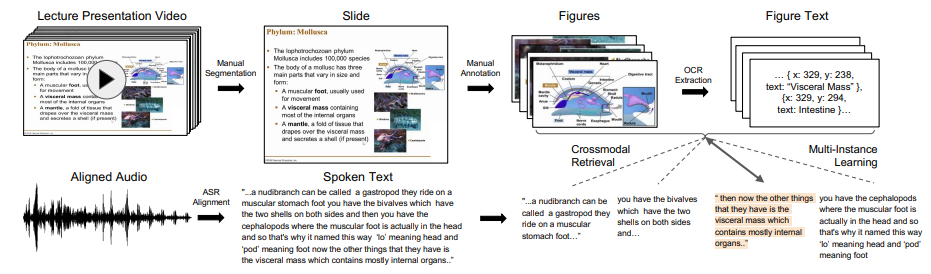 Lecture Presentation Video
Slide
Figures
Figure Text
Phylum: Mollusca
The lophotrochozoan phylum
Mollusca includes 100,000
The body of a mollusc has three
main parts that vary in size and
form:
A muscular foot, usually used
for movement
A visceral mass containing
most of the internal organs
A mantle, a fold of tissue that
drapes over the visceral mass
and secretes a shell (if present)
Manual
Segmentation
Phylum: Mollusca
• The lophotrochozoan phylum
Mollusca includes 100,000 species
• The body of a mollusc has three
main parts that vary in size and
form:
• A muscular foot, usually used
for movement
• A visceral mass containing
most of the internal organs
• A mantle, a fold of tissue that
drapes over the visceral mass
and secretes a shell (if present)
Manual
Annotation
Metanephridium
Heart
Visceral mass
Digestive tract
Coelom
Intestine
Gonads
Mantle
Stomach
Mantle
cavity
Shell
Radula
Anus
Gill
Mouth
Foot
Nerve
cords
Esophagus
Mouth
Radula
OCR
Extraction
… { x: 329, y: 238,
text: “Visceral Mass” },
{x: 329, y: 294,
text: Intestine }…
Crossmodal
Retrieval
Multi-Instance
Learning
Aligned Audio
ASR
Alignment
Spoken Text
"...a nudibranch can be called a gastropod they ride on a
muscular stomach foot you have the bivalves which have
the two shells on both sides and then you have the
cephalopods where the muscular foot is actually in the head
and so that's why it named this way 'lo' meaning head and
'pod' meaning foot now the other things that they have is
the visceral mass which contains mostly internal organs.."
"...a nudibranch can be
called a gastropod they
ride on a muscular
stomach foot…”
you have the bivalves
which have the two
shells on both sides
and…
" then now the other things
that they have is the
visceral mass which
contains mostly internal
organs.."
you have the cephalopods
where the muscular foot is
actually in the head and
so that's why it named this
way 'lo' meaning head and 'pod'
meaning foot